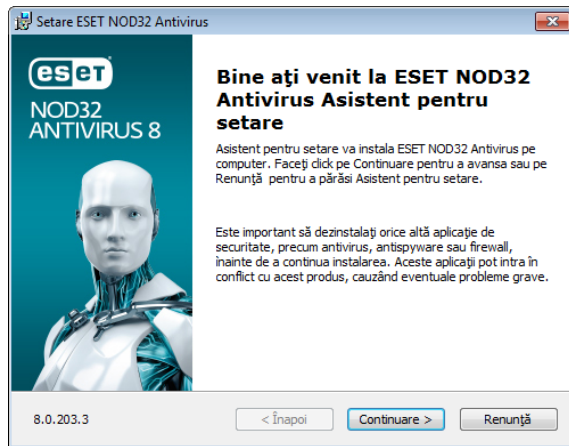 Setare ESET NOD32 Antivirus
eset
NOD32
ANTIVIRUS 8
Bine aţi venit la ESET NOD32
Antivirus Asistent pentru
setare
Asistent pentru setare va instala ESET NOD32 Antivirus pe
computer. Faceţi click pe Continuare pentru a avansa sau pe
Renunţă pentru a părăsi Asistent pentru setare.
Este important să dezinstalaţi orice altă aplicaţie de
securitate, precum antivirus, antispyware sau firewall,
înainte de a continua instalarea. Aceste aplicaţii pot intra în
conflict cu acest produs, cauzând eventuale probleme grave.
8.0.203.3
< Înapoi
Continuare >
Renunţă